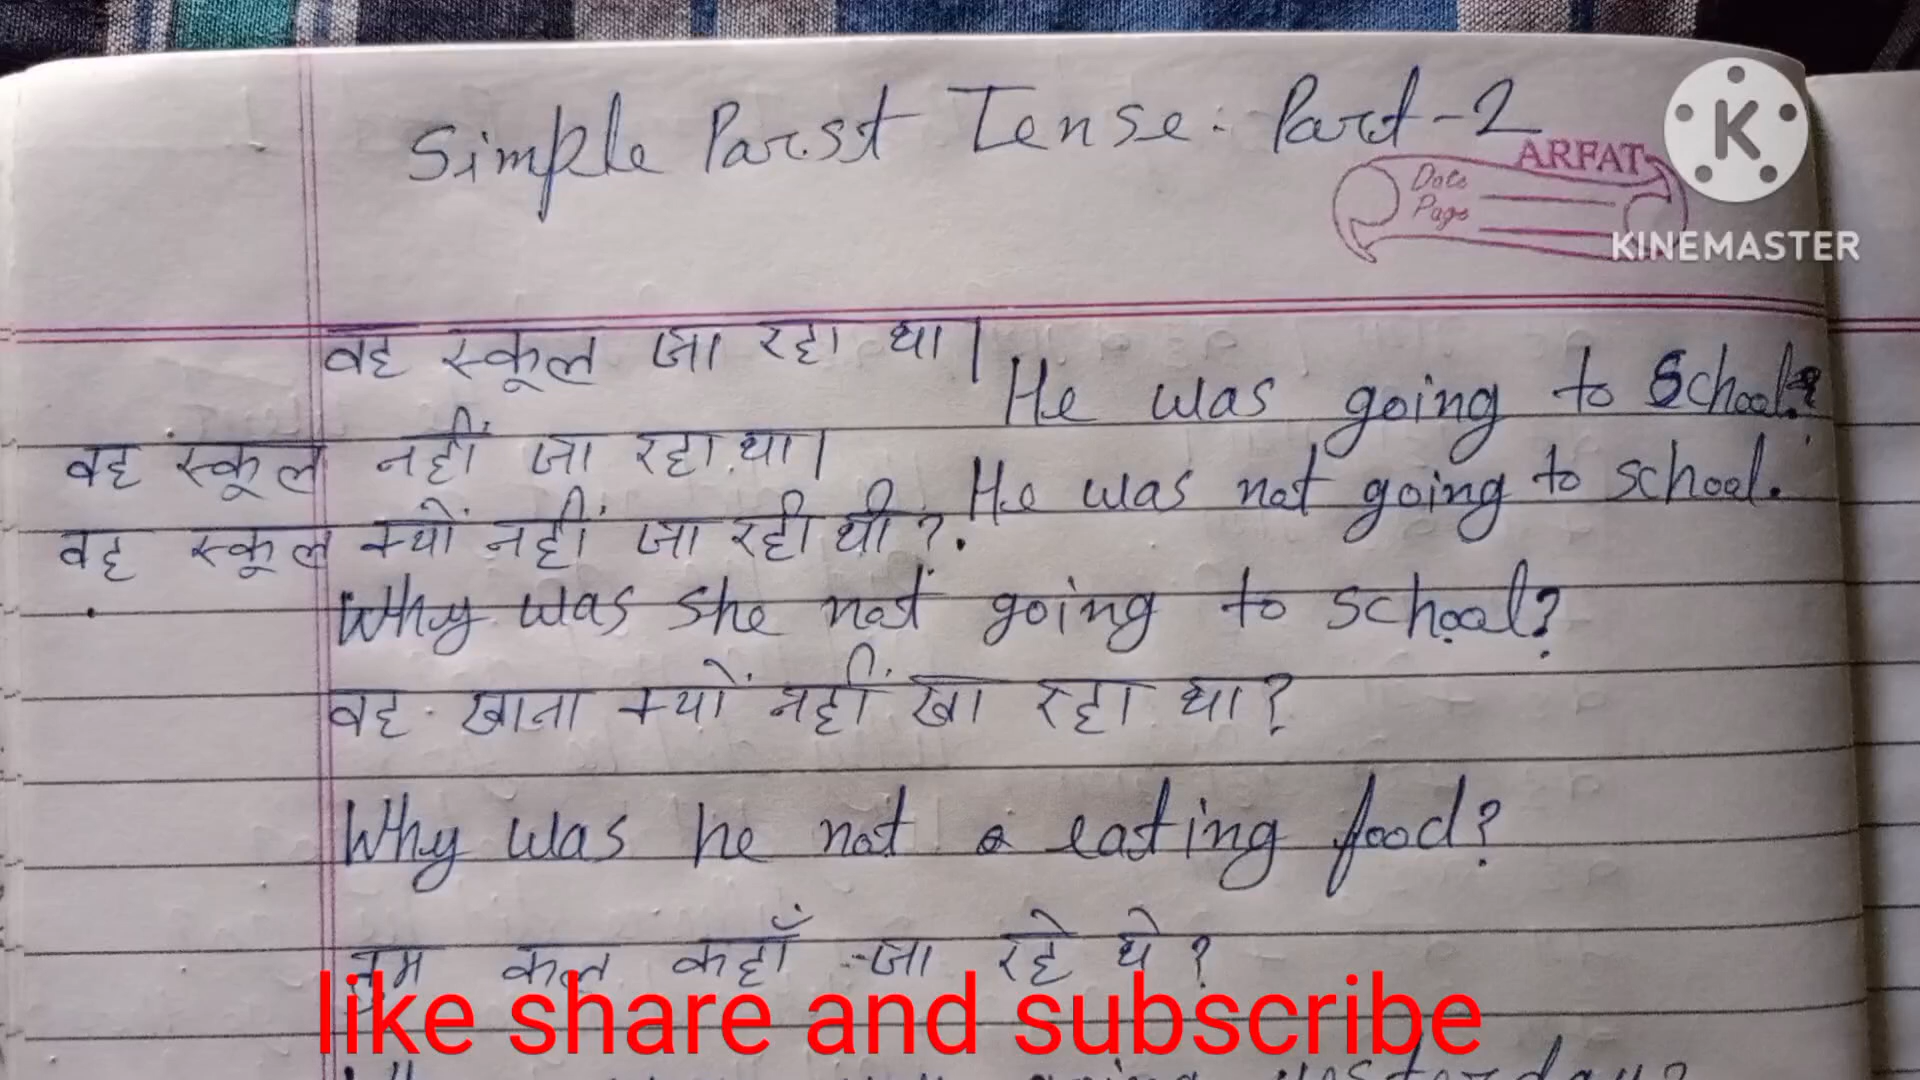 Simple Parst Tense. Part-2
ARFAT
Date
Page
K
KINEMASTER
वह स्कूल जा रहा था।
He was going to School.
वह स्कूल नहीं जा रहा था।
He was not going to school.
वह स्कूल क्यों नहीं जा रही थी?
Why was she not going to school?
वह खाना क्यों नहीं खा रहा था?
Why was he not eating food?
तुम कल कहाँ जा रहे थे?
like share and subscribe
going yesterday?